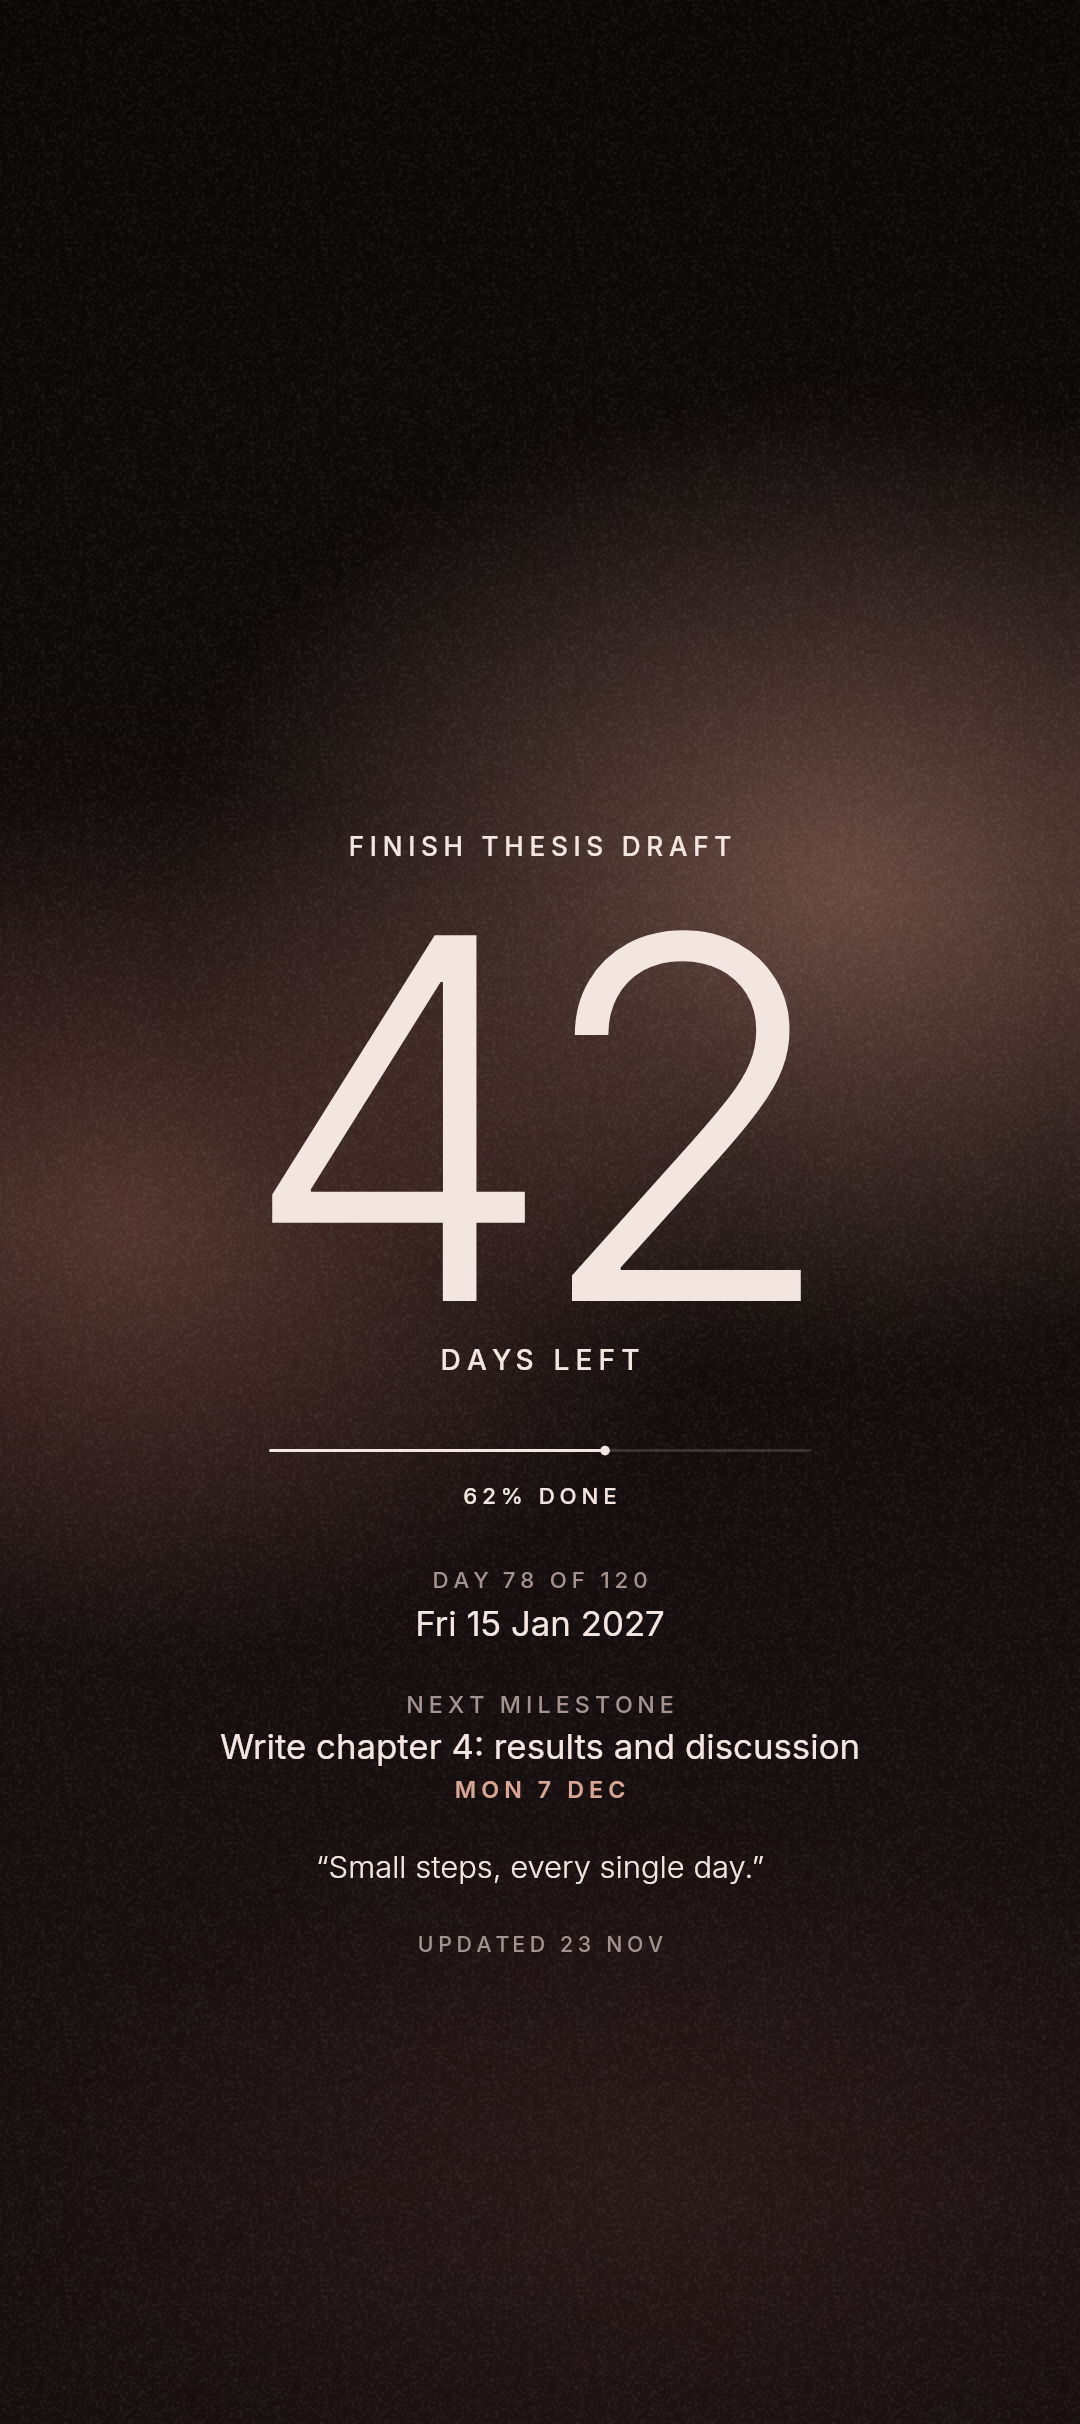 FINISH THESIS DRAFT
42
DAYS LEFT
62% DONE
DAY 78 OF 120
Fri 15 Jan 2027
NEXT MILESTONE
Write chapter 4: results and discussion
MON 7 DEC
“Small steps, every single day.”
UPDATED 23 NOV